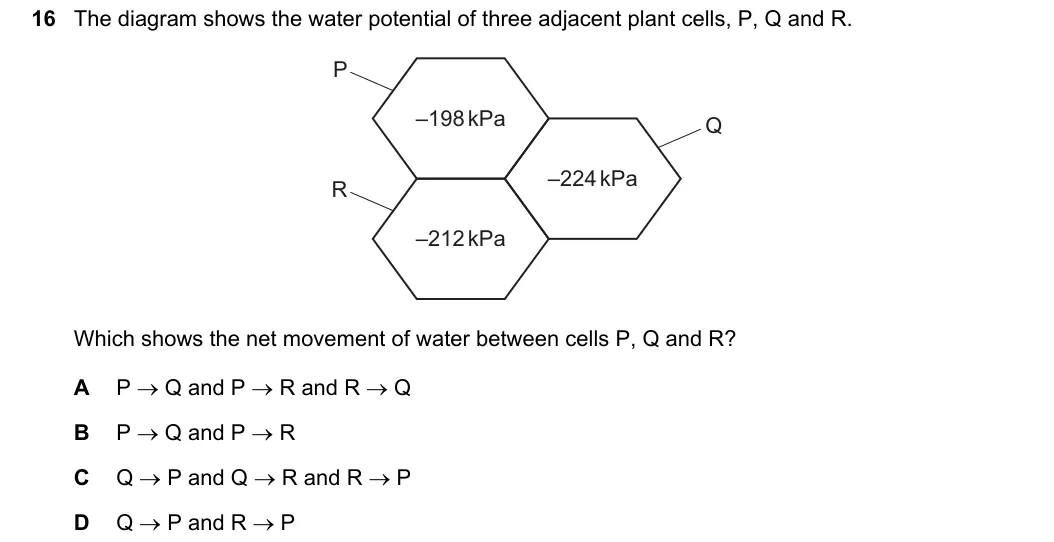 16 The diagram shows the water potential of three adjacent plant cells, P, Q and R.
P
–198 kPa
Q
–224 kPa
R
–212 kPa
Which shows the net movement of water between cells P, Q and R?
A P → Q and P → R and R → Q
B P → Q and P → R
C Q → P and Q → R and R → P
D Q → P and R → P